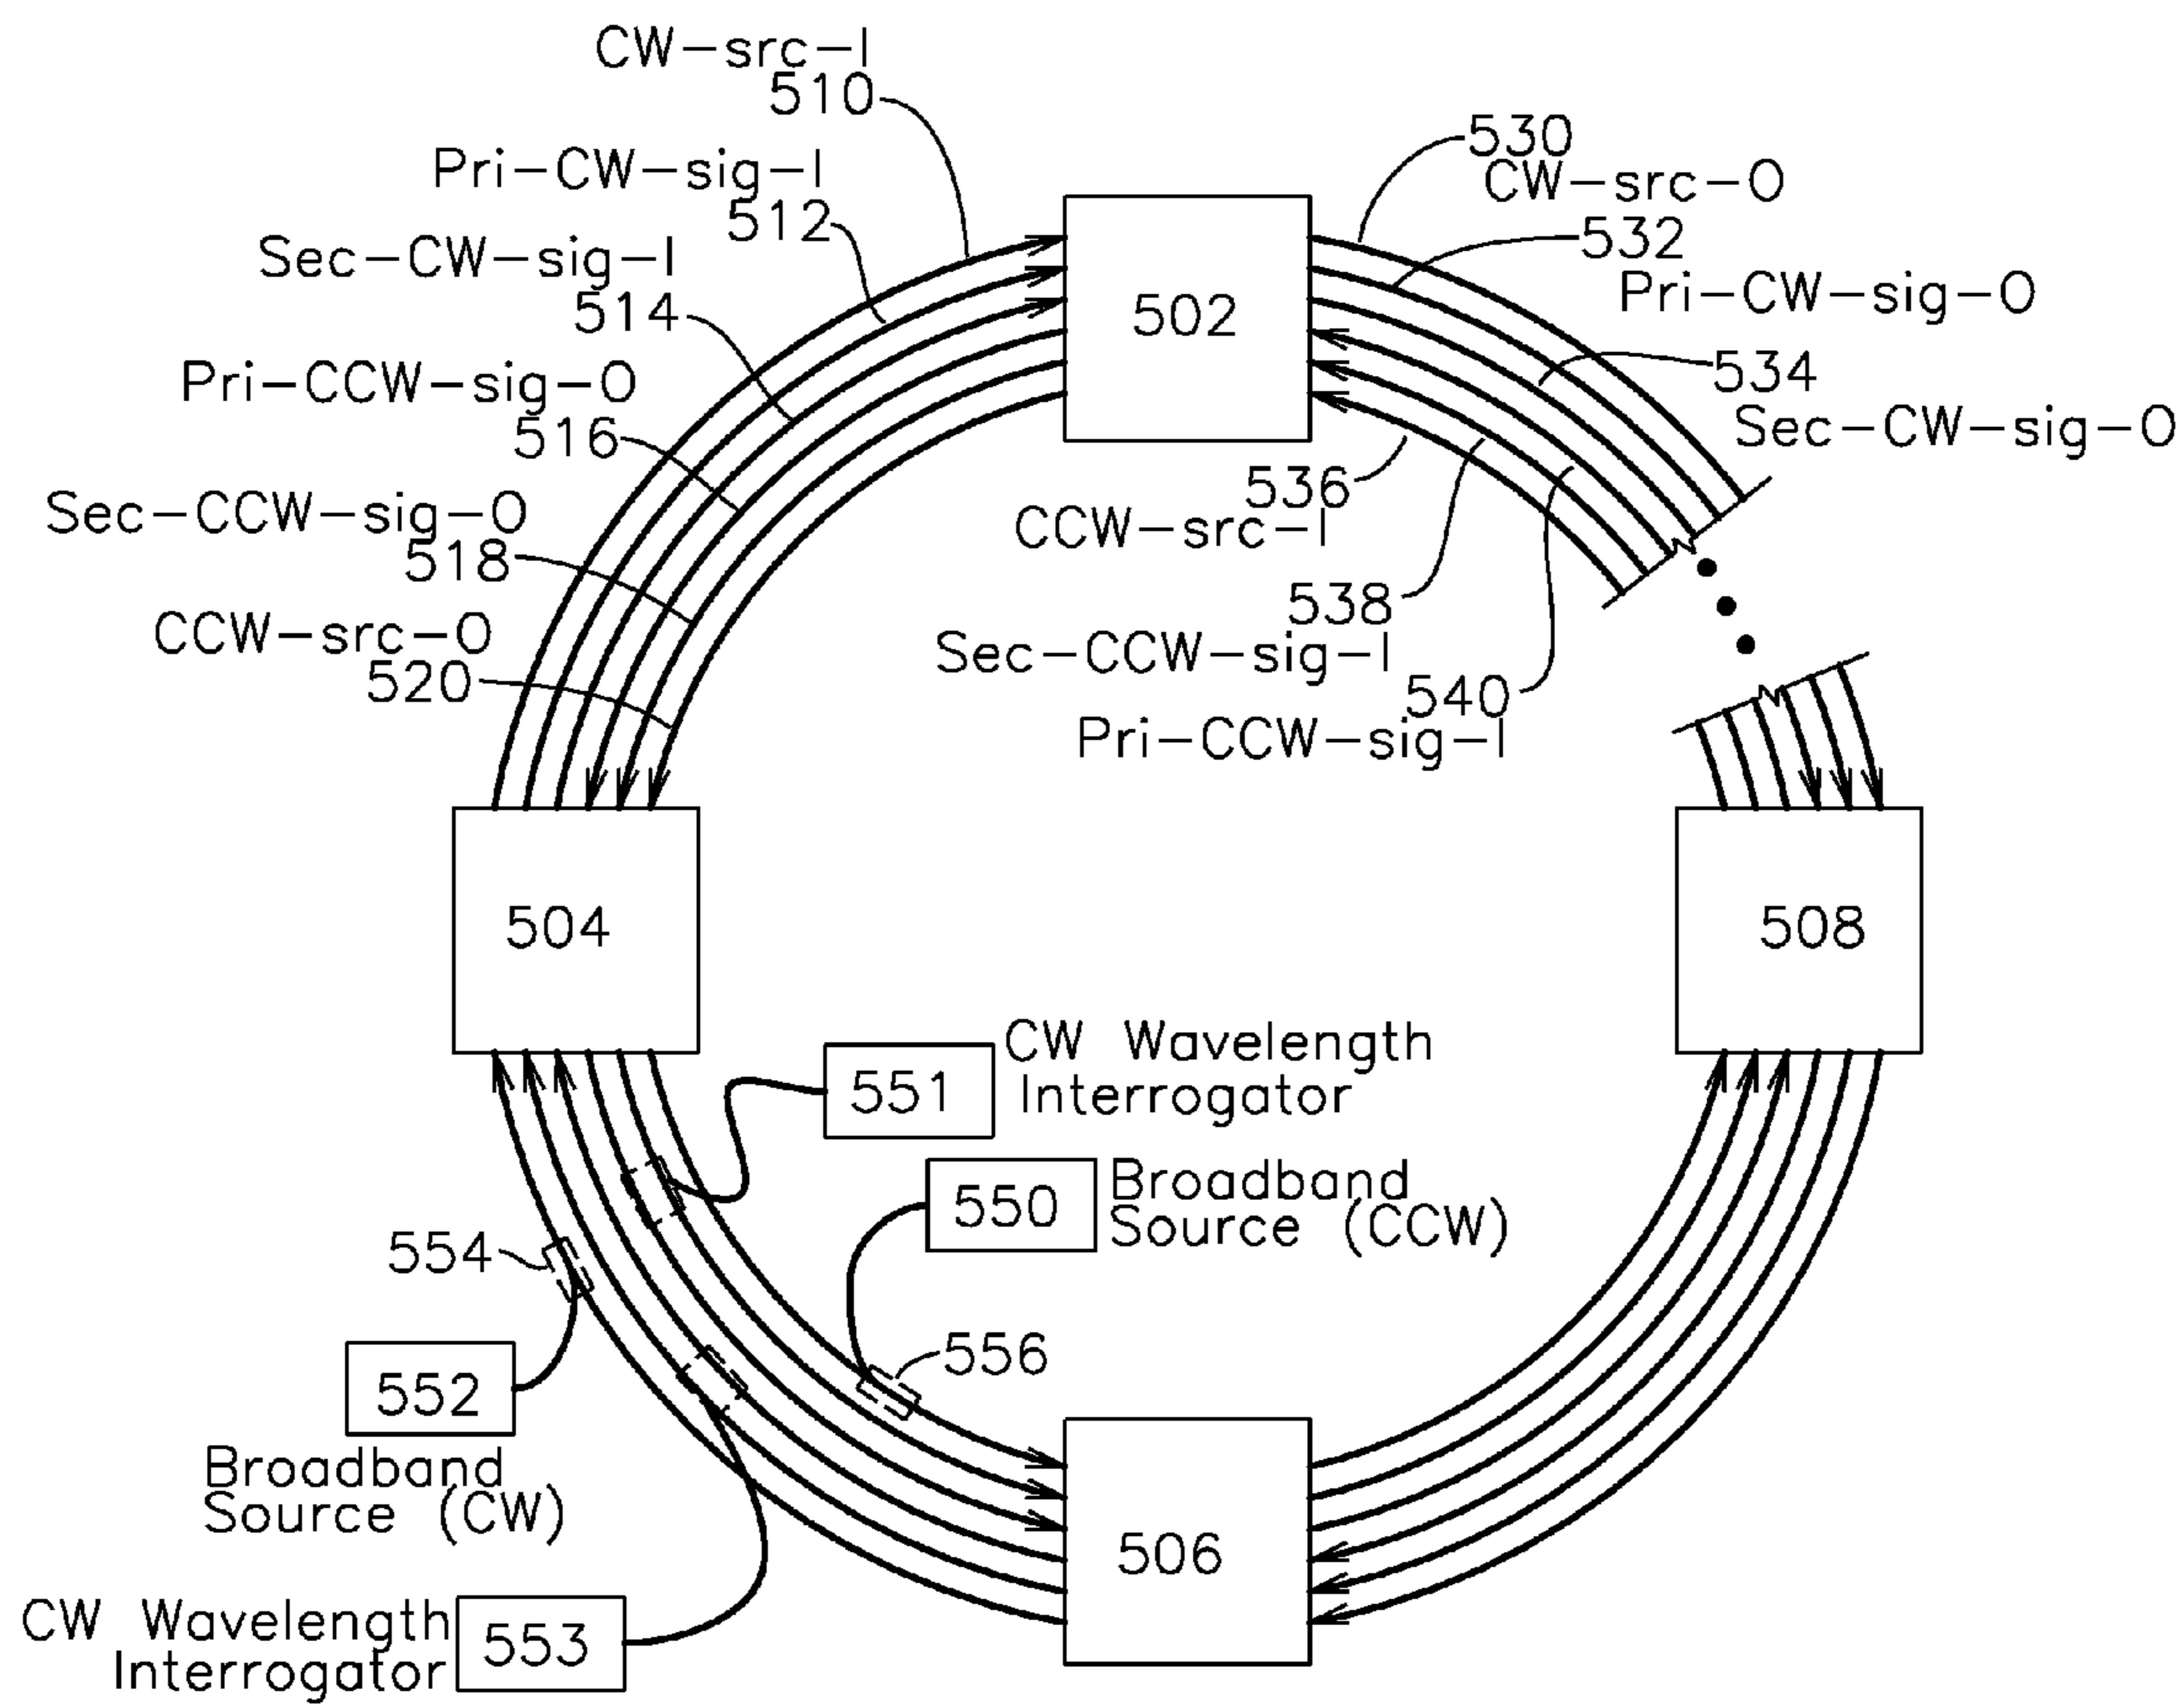 CW-src-I
510
Pri-CW-sig-I
512
Sec-CW-sig-I
514
Pri-CCW-sig-O
516
Sec-CCW-sig-O
518
CCW-src-O
520
530
CW-src-O
532
Pri-CW-sig-O
534
Sec-CW-sig-O
502
536
CCW-src-I
538
Sec-CCW-sig-I
540
Pri-CCW-sig-I
504
508
551
CW Wavelength
Interrogator
550
Broadband
Source (CCW)
554
556
552
Broadband
Source (CW)
506
CW Wavelength
Interrogator
553